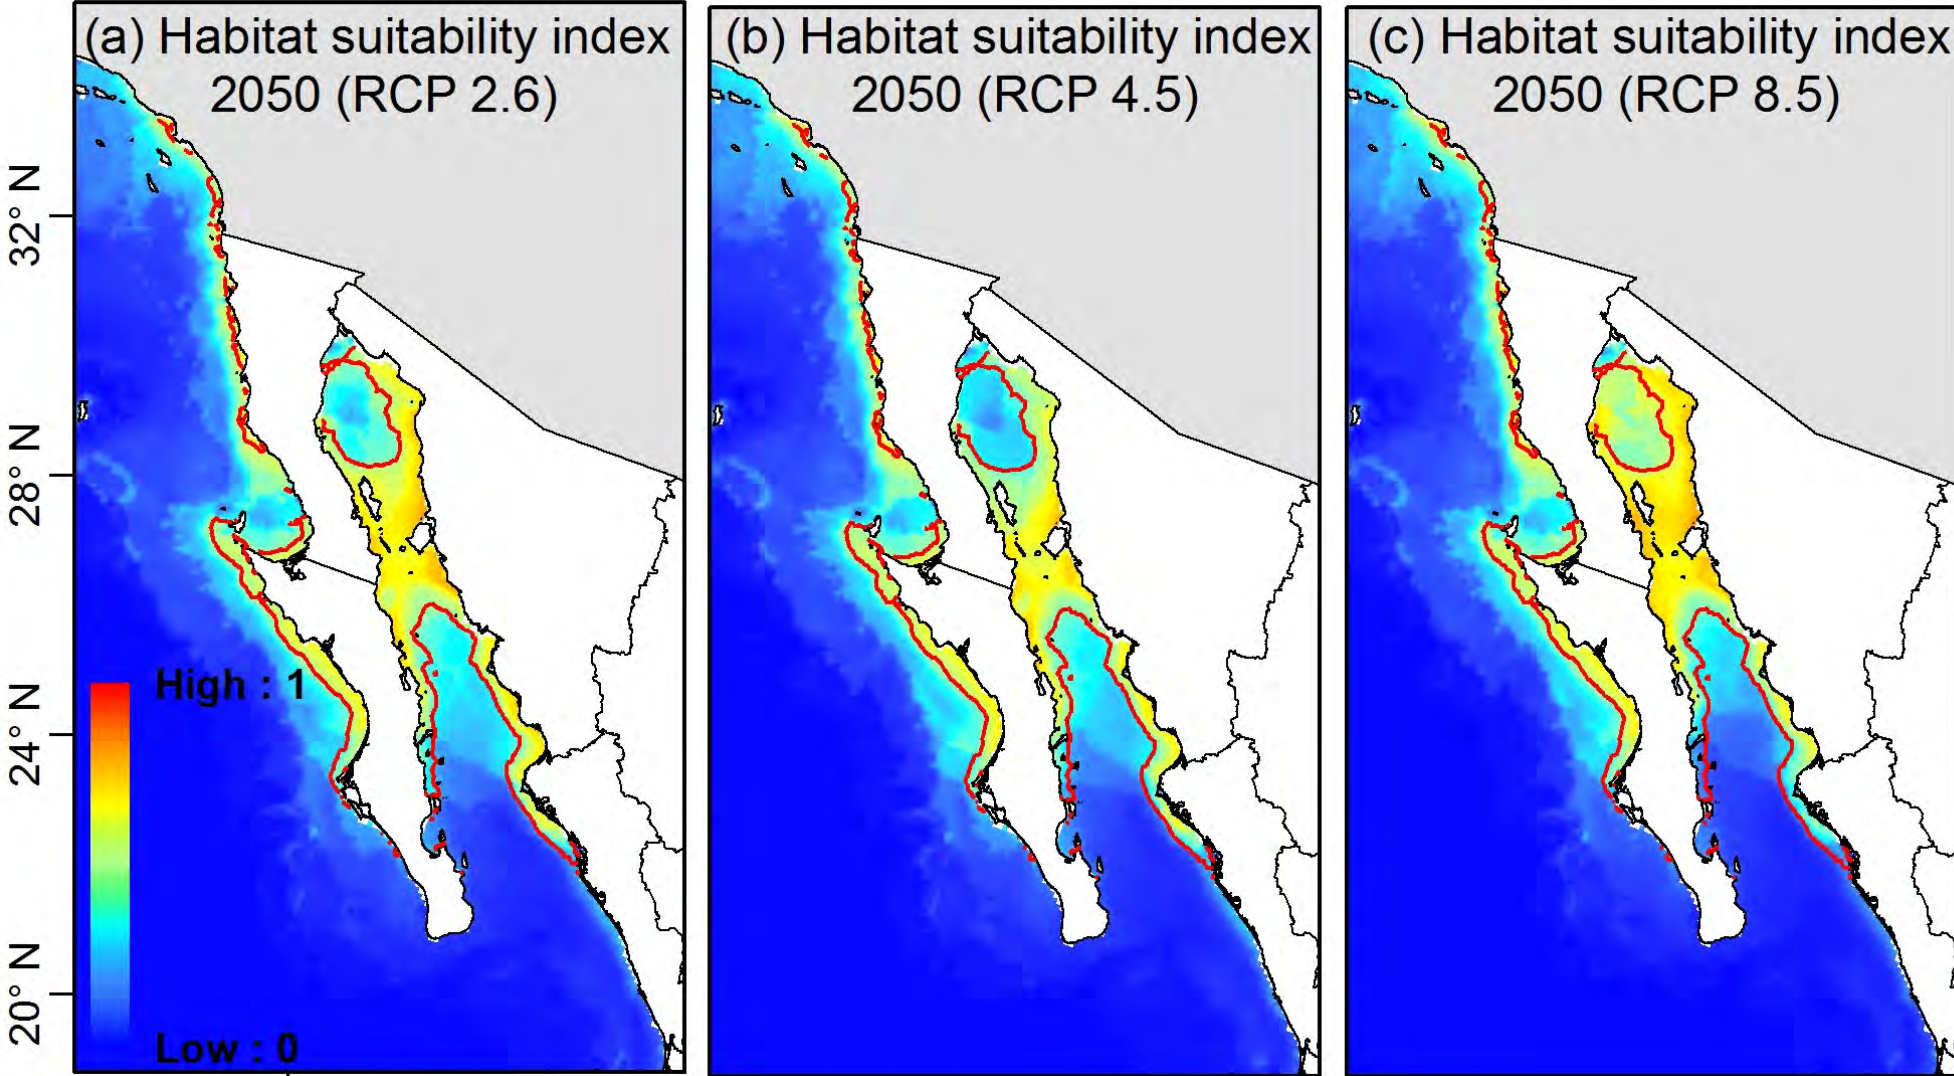 (a) Habitat suitability index
2050 (RCP 2.6)
(b) Habitat suitability index
2050 (RCP 4.5)
(c) Habitat suitability index
2050 (RCP 8.5)
32° N
28° N
24° N
20° N
High : 1
Low : 0